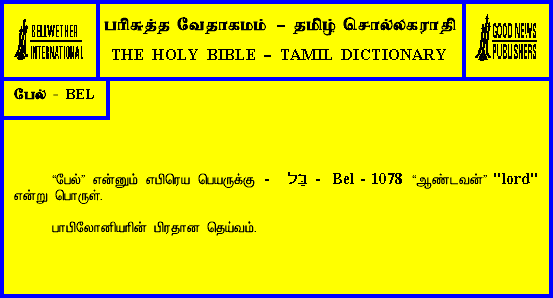 BELLWETHER
INTERNATIONAL
பரிசுத்த வேதாகமம் – தமிழ் சொல்லகராதி
THE HOLY BIBLE – TAMIL DICTIONARY
GOOD NEWS
PUBLISHERS
பேல் - BEL
“பேல்” என்னும் எபிரெய பெயருக்கு - בֵּל - Bel - 1078 “ஆண்டவன்” "lord"
என்று பொருள்.
பாபிலோனியரின் பிரதான தெய்வம்.